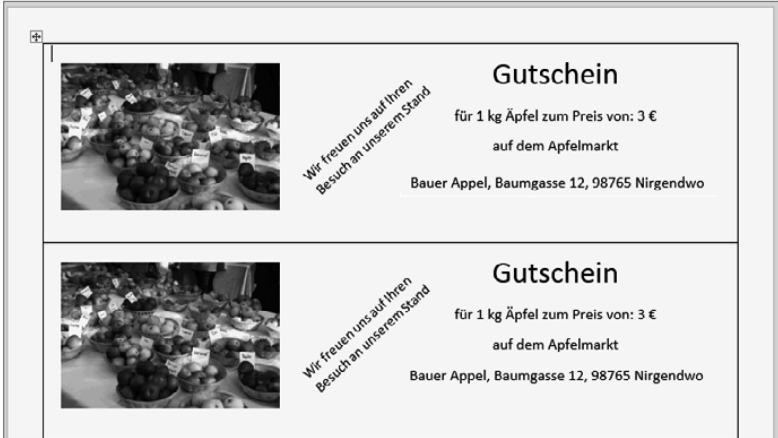 Wir freuen uns auf Ihren
Besuch an unserem Stand
Gutschein
für 1 kg Äpfel zum Preis von: 3 €
auf dem Apfelmarkt
Bauer Appel, Baumgasse 12, 98765 Nirgendwo
Wir freuen uns auf Ihren
Besuch an unserem Stand
Gutschein
für 1 kg Äpfel zum Preis von: 3 €
auf dem Apfelmarkt
Bauer Appel, Baumgasse 12, 98765 Nirgendwo